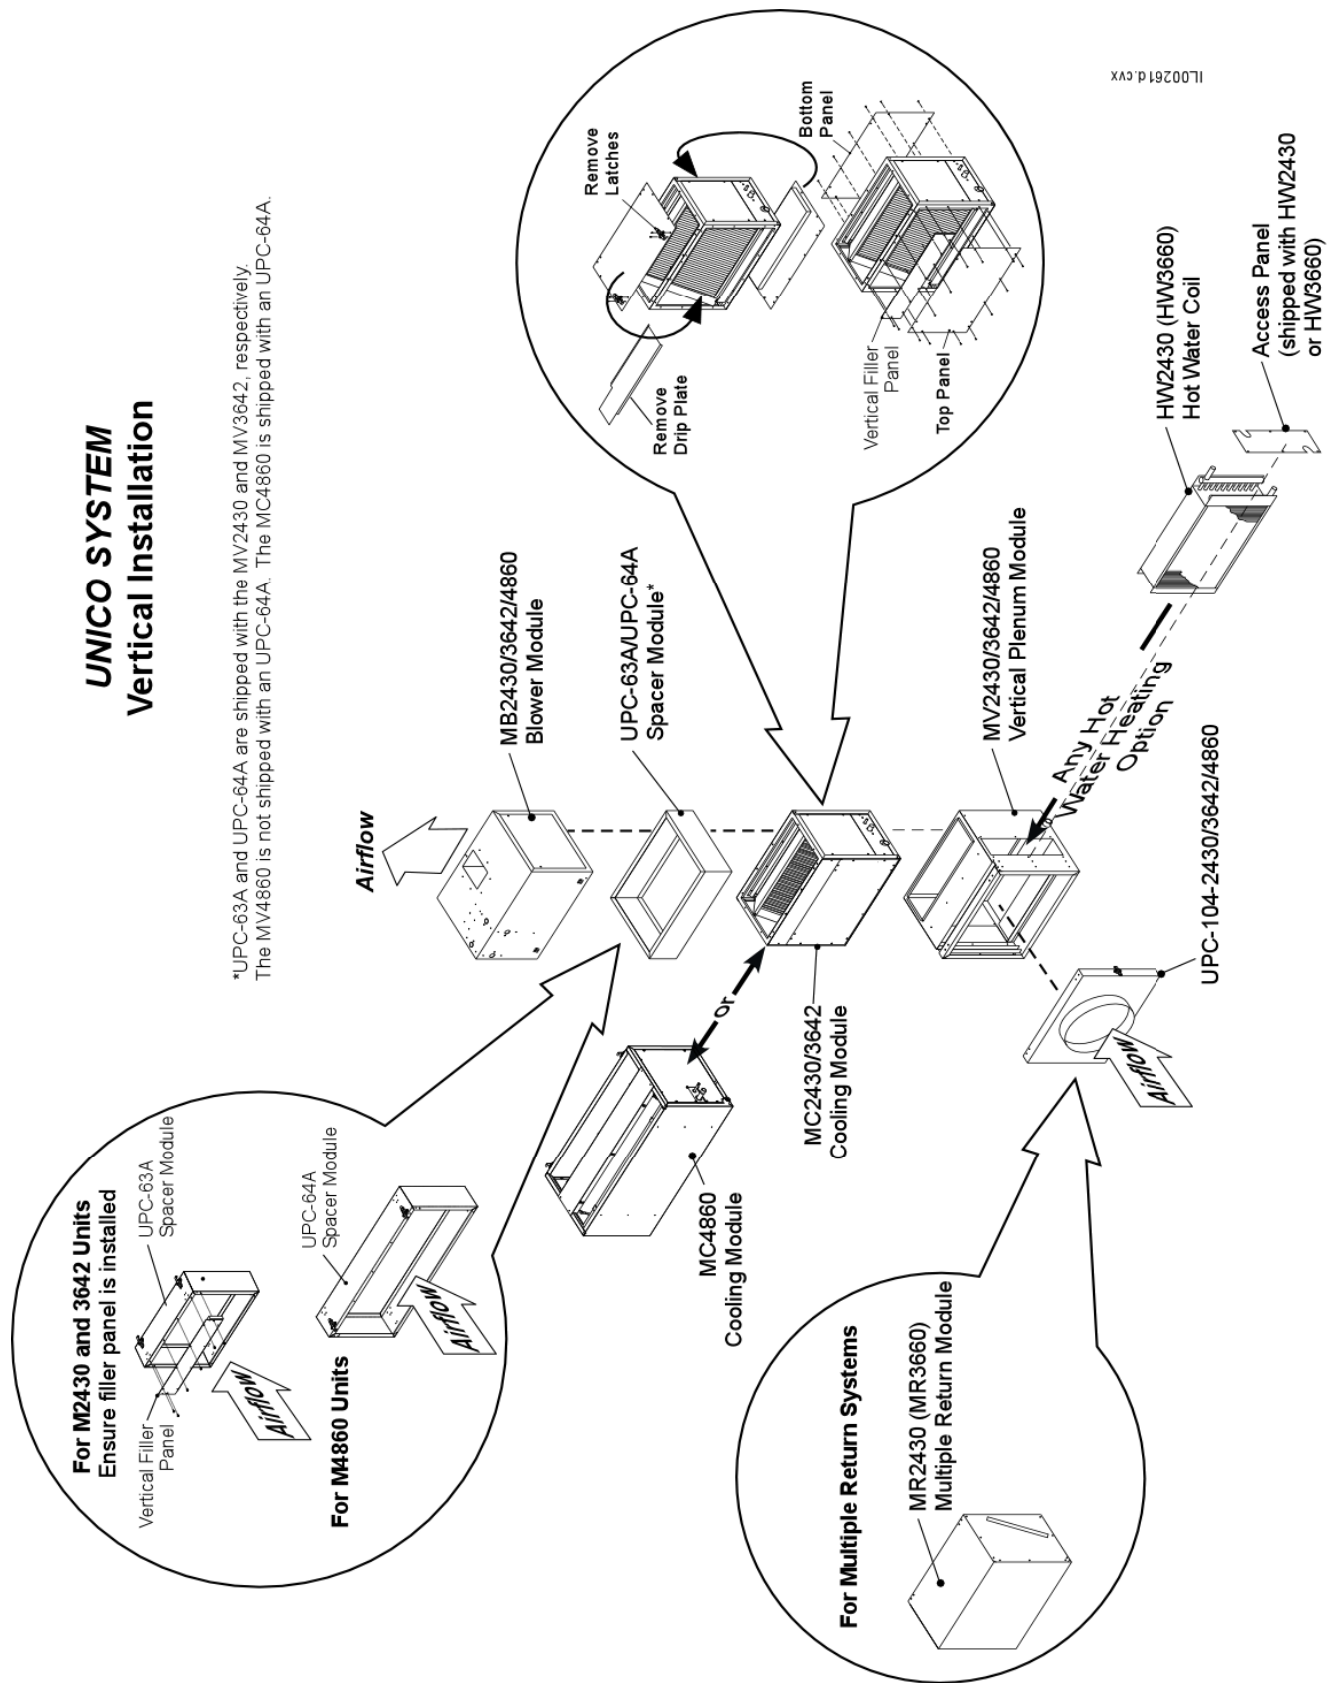 UNICO SYSTEM
Vertical Installation
*UPC-63A and UPC-64A are shipped with the MV2430 and MV3642, respectively.
The MV4860 is not shipped with an UPC-64A. The MC4860 is shipped with an UPC-64A.
For M2430 and 3642 Units
Ensure filler panel is installed
Vertical Filler
Panel
UPC-63A
Spacer Module
Airflow
For M4860 Units
UPC-64A
Spacer Module
Airflow
Airflow
MB2430/3642/4860
Blower Module
UPC-63A/UPC-64A
Spacer Module*
Remove
Latches
Remove
Drip Plate
Bottom
Panel
Vertical Filler
Panel
Top Panel
MC4860
Cooling Module
or
MC2430/3642
Cooling Module
MV2430/3642/4860
Vertical Plenum Module
Any Hot
Water Heating
Option
HW2430 (HW3660)
Hot Water Coil
Access Panel
(shipped with HW2430
or HW3660)
For Multiple Return Systems
MR2430 (MR3660)
Multiple Return Module
Airflow
UPC-104-2430/3642/4860
IL00261d.cvx